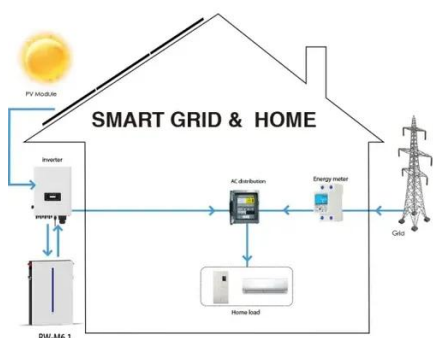 PV Module
SMART GRID & HOME
Inverter
AC distribution
Energy meter
Grid
Home load
RW-M6.1